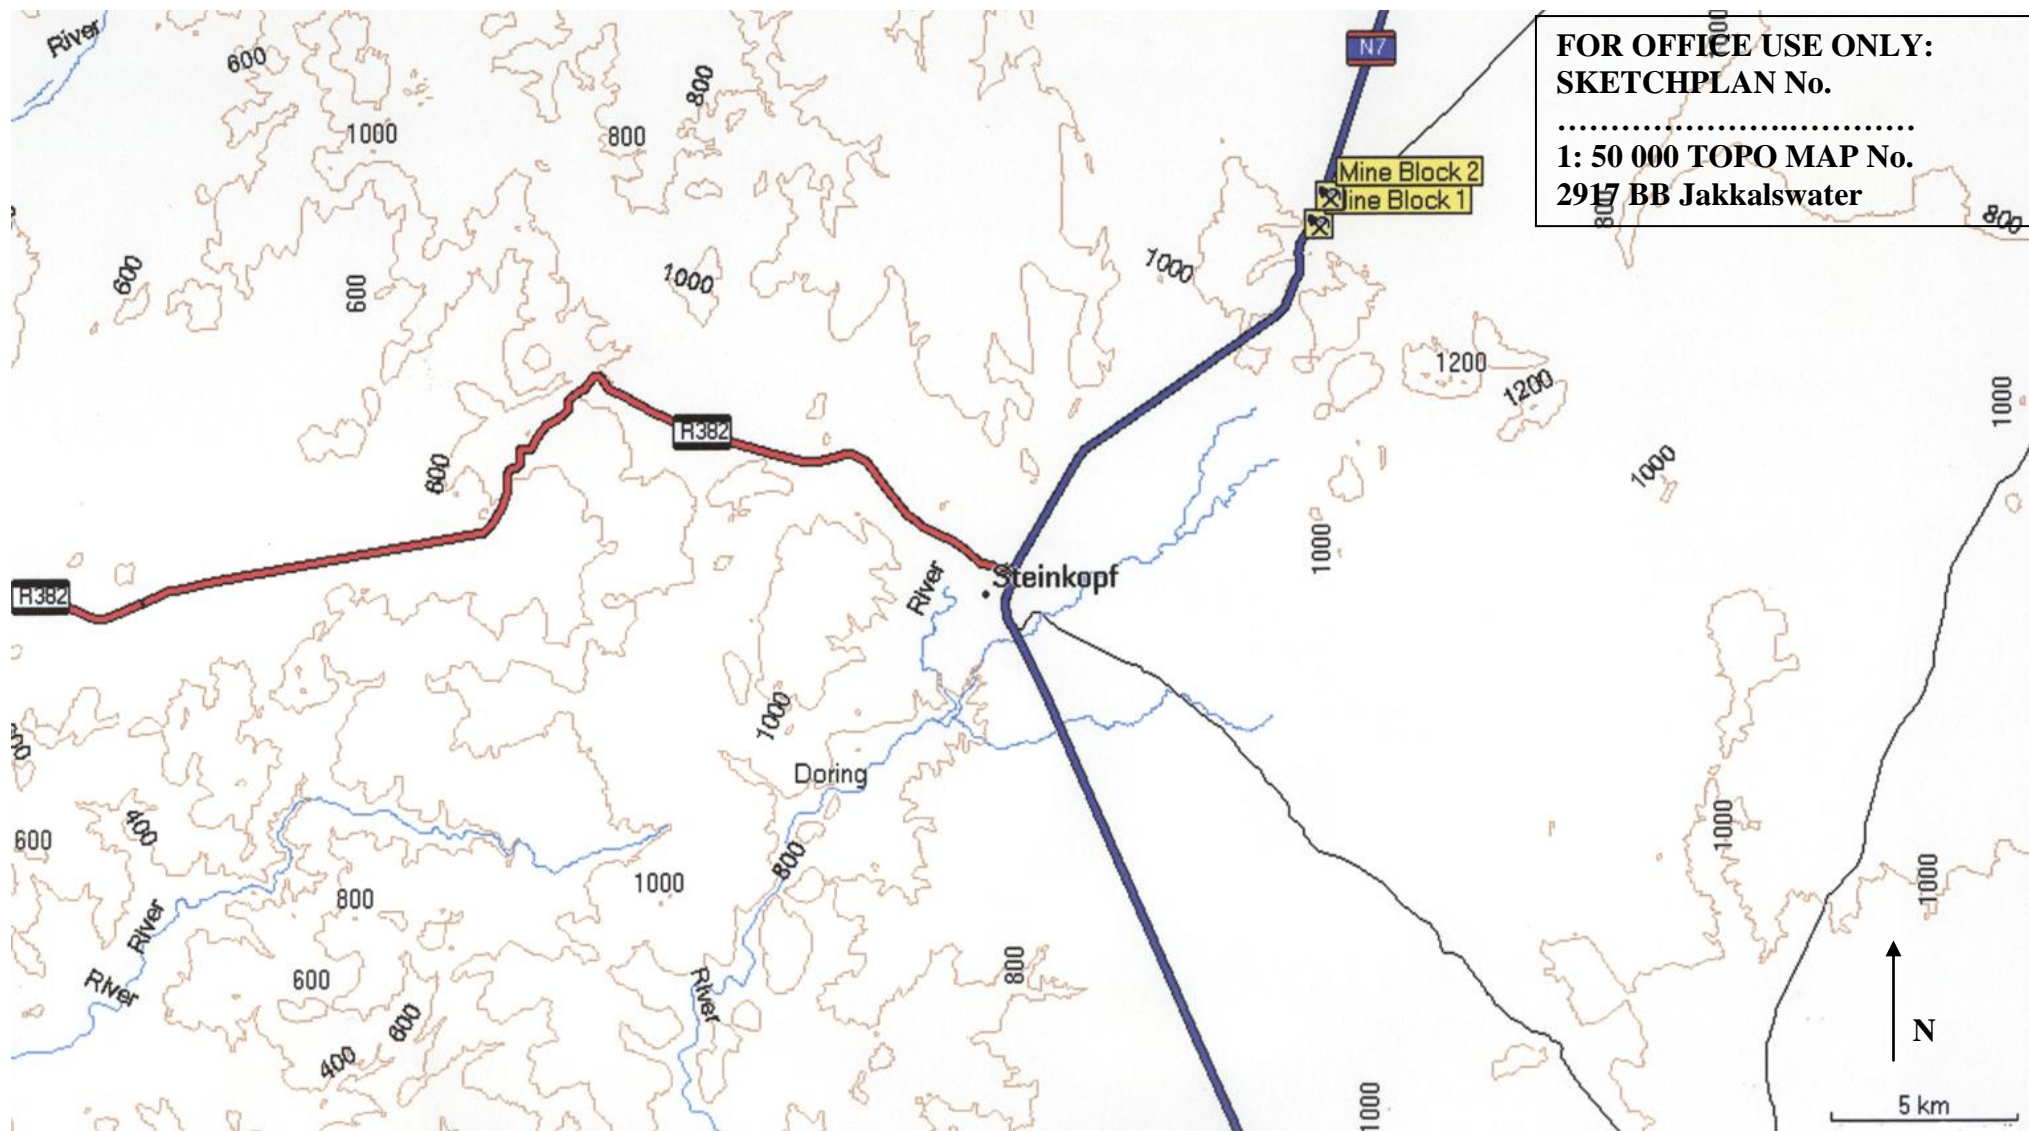 River
600
1000
800
800
N7
FOR OFFICE USE ONLY:
SKETCHPLAN No.
………………………………
1: 50 000 TOPO MAP No.
2917 BB Jakkalswater
Mine Block 2
ine Block 1
800
800
600
600
1000
1000
1200
1200
1000
1000
R382
800
1000
R382
River
Steinkopf
1000
Doring
400
600
800
1000
1000
1000
800
River
River
600
600
400
River
800
1000
N
5 km